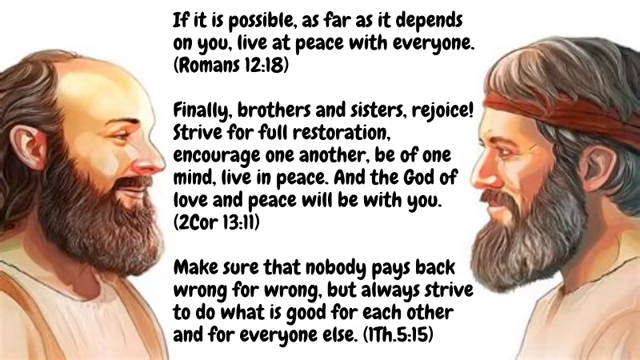 If it is possible, as far as it depends
on you, live at peace with everyone.
(Romans 12:18)
Finally, brothers and sisters, rejoice!
Strive for full restoration,
encourage one another, be of one
mind, live in peace. And the God of
love and peace will be with you.
(2Cor 13:11)
Make sure that nobody pays back
wrong for wrong, but always strive
to do what is good for each other
and for everyone else. (1Th.5:15)